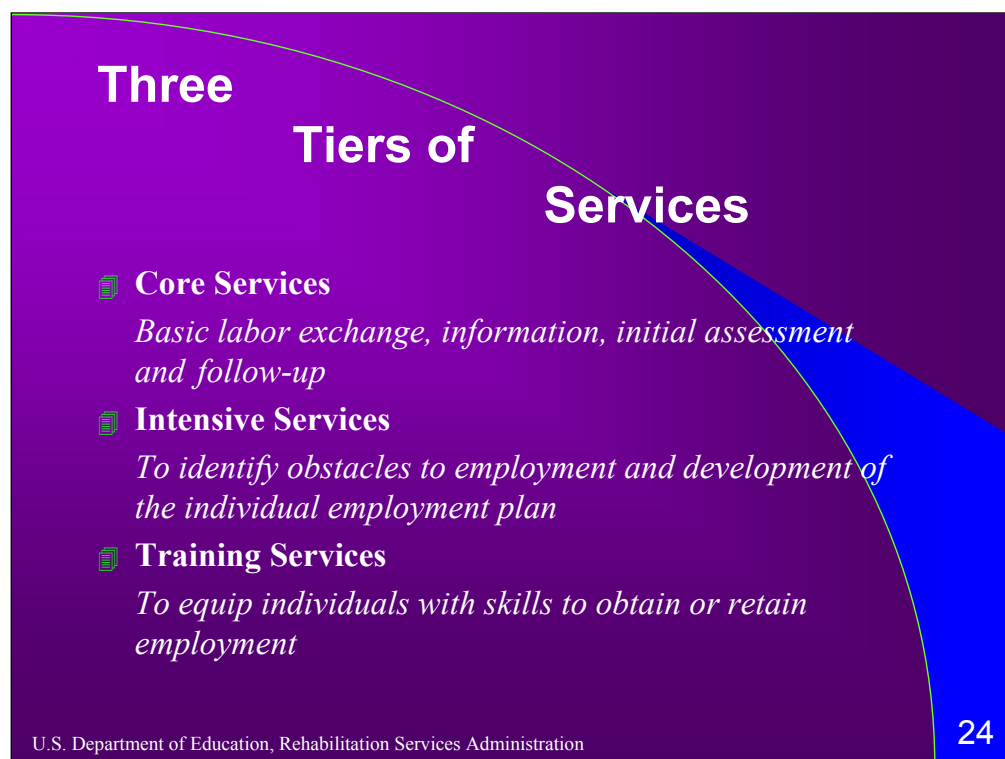 Three
Tiers of
Services
Core Services
Basic labor exchange, information, initial assessment
and follow-up
Intensive Services
To identify obstacles to employment and development of
the individual employment plan
Training Services
To equip individuals with skills to obtain or retain
employment
U.S. Department of Education, Rehabilitation Services Administration
24